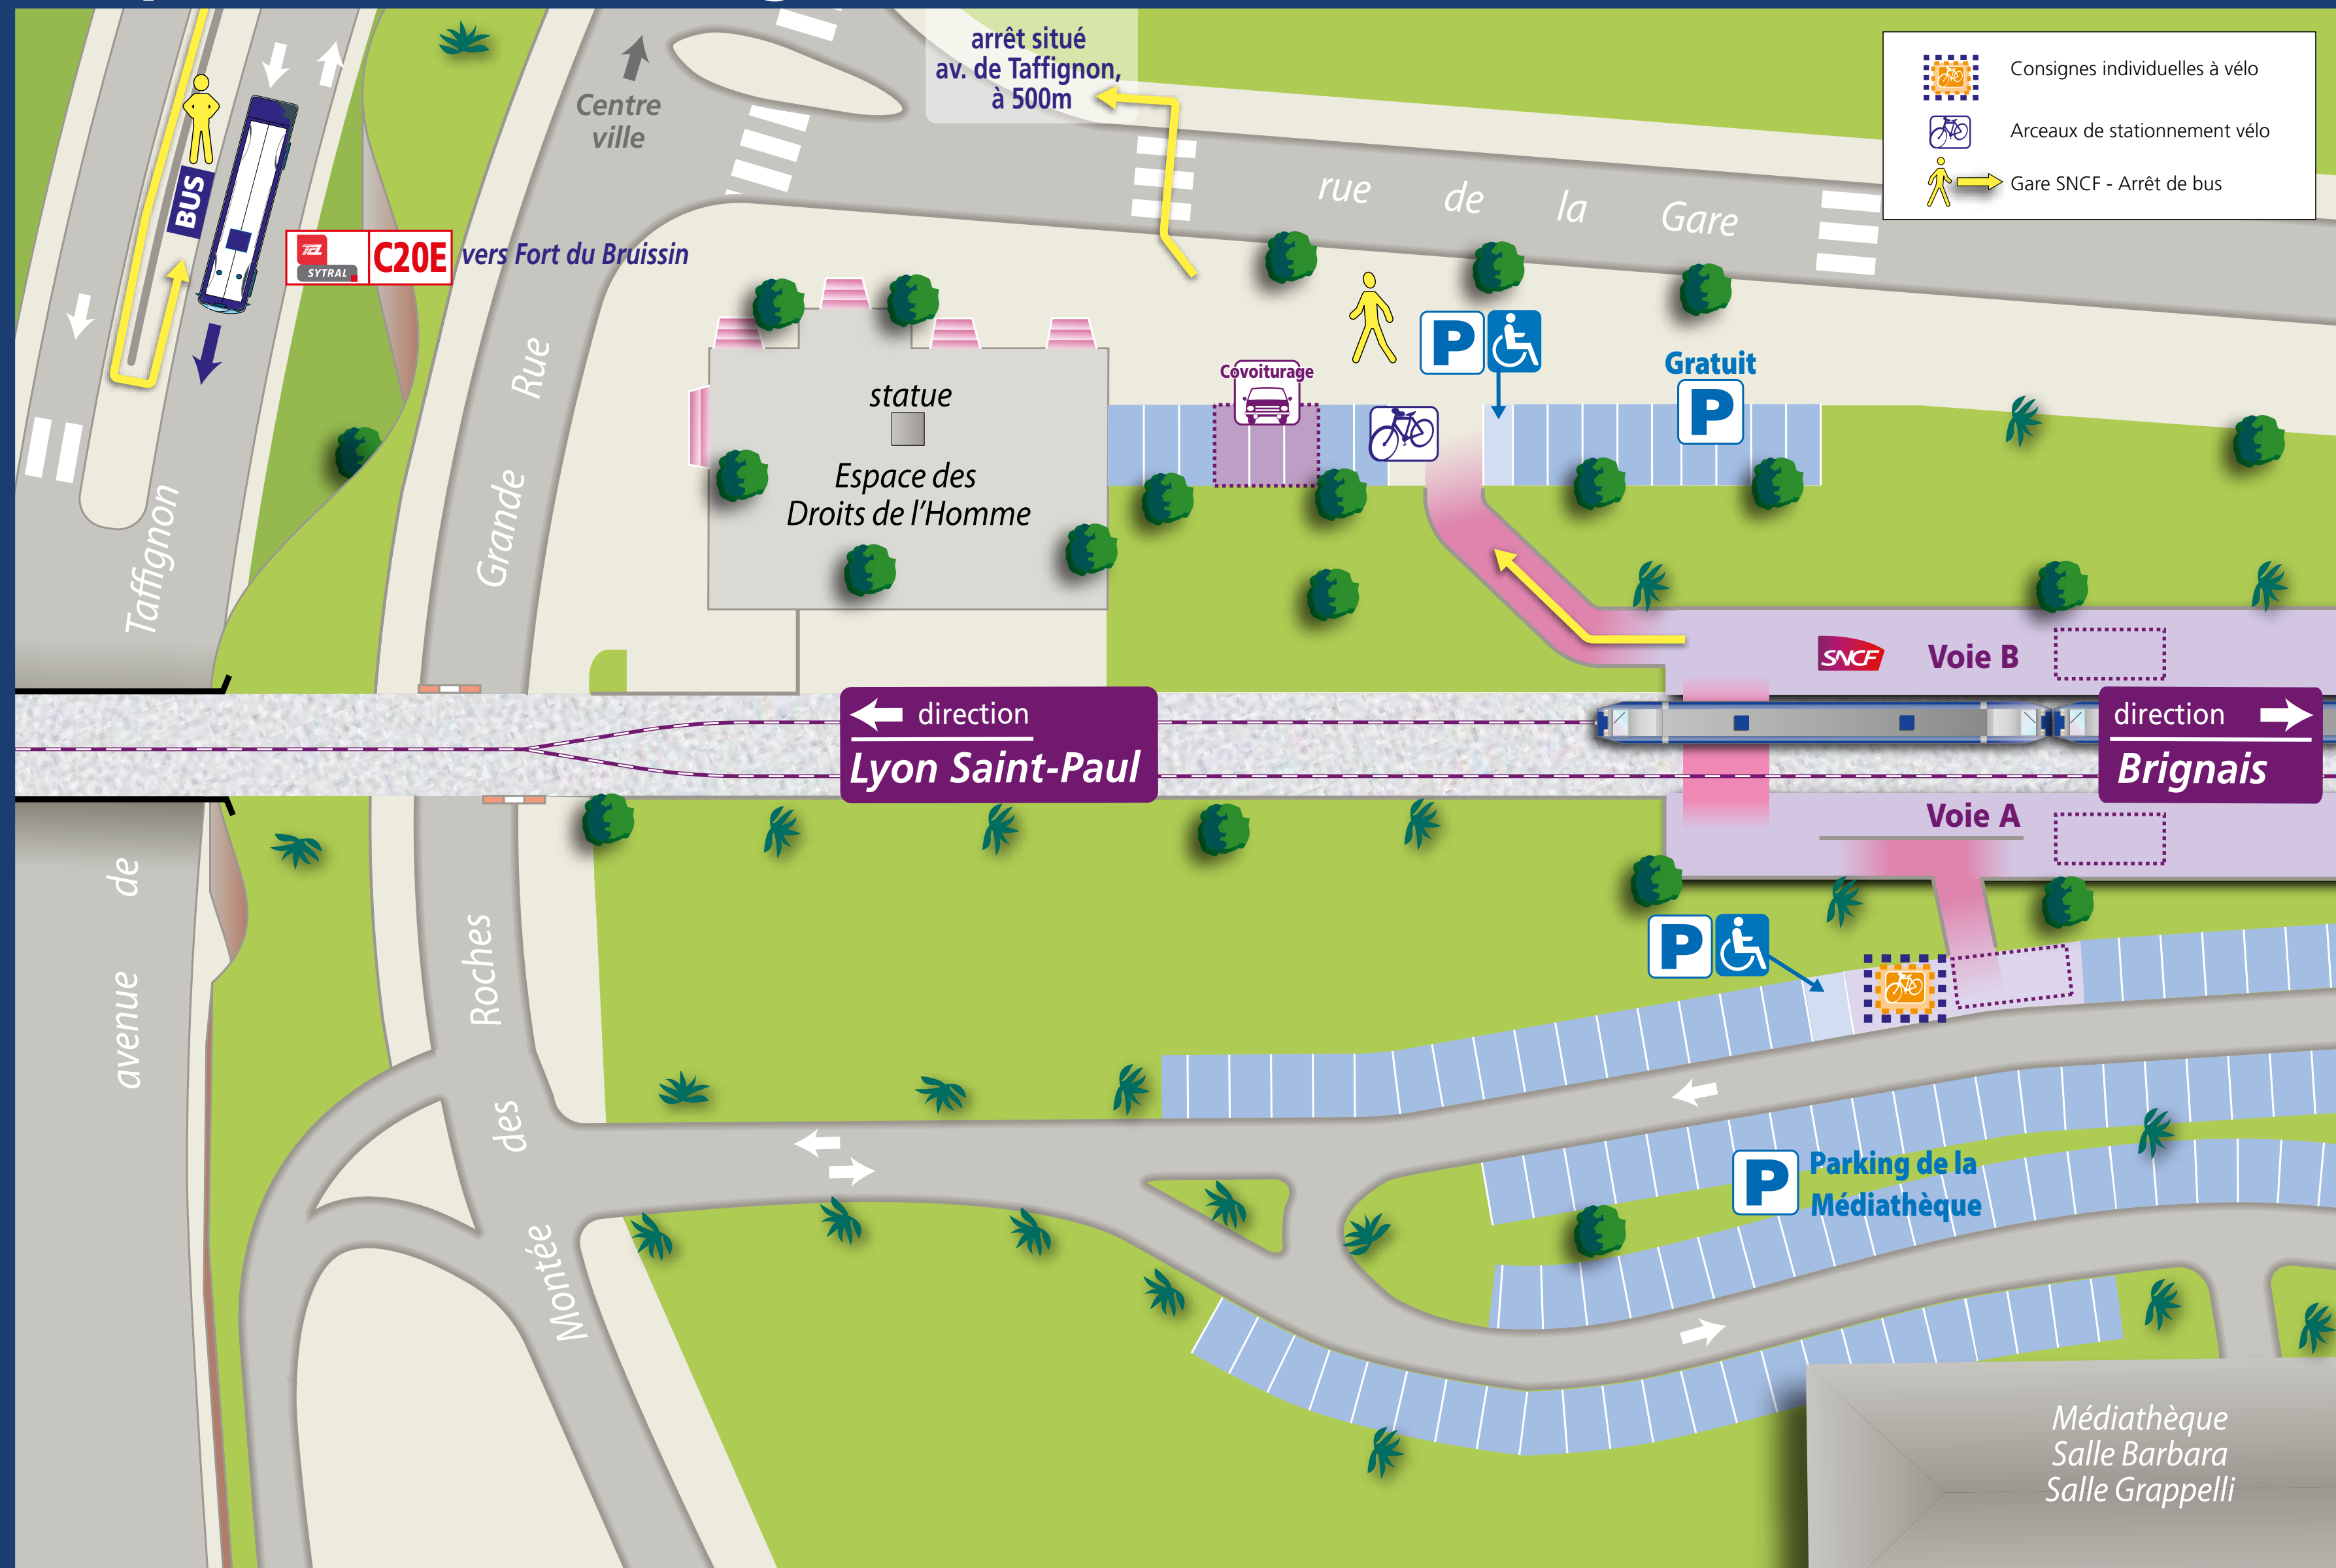 arrêt situé
av. de Taffignon,
à 500m
Centre
ville
Consignes individuelles à vélo
Arceaux de stationnement vélo
Gare SNCF - Arrêt de bus
rue de la Gare
BUS
TCL
SYTRAL
C20E
vers Fort du Bruissin
Grande Rue
statue
Espace des
Droits de l'Homme
Covoiturage
P
Gratuit
P
Taffignon
SNCF
Voie B
direction
Lyon Saint-Paul
direction
Brignais
Voie A
avenue de
Montée des Roches
P
P
Parking de la
Médiathèque
Médiathèque
Salle Barbara
Salle Grappelli